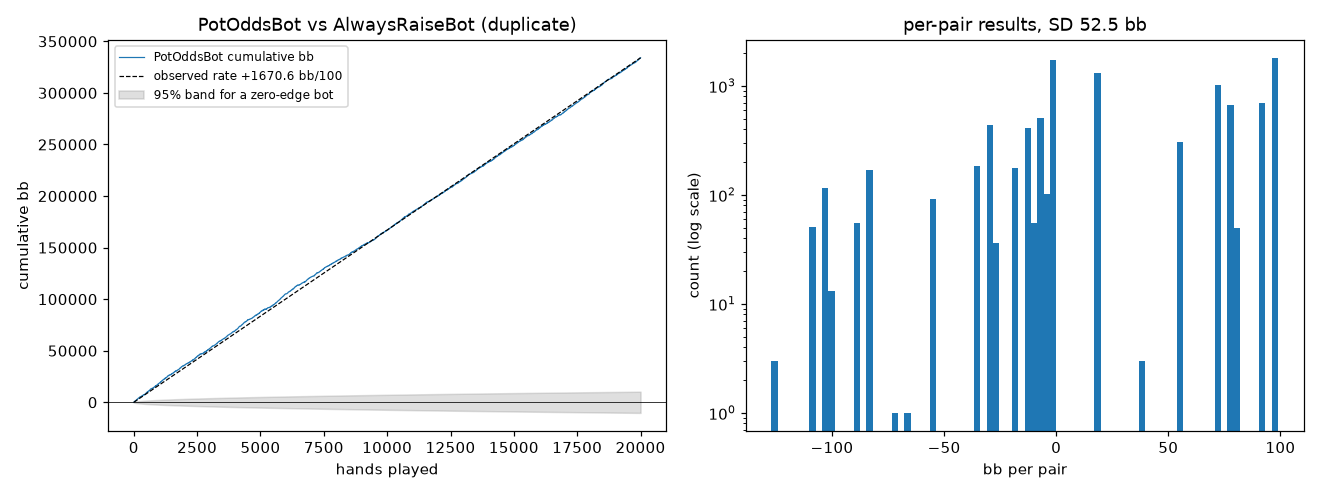 PotOddsBot vs AlwaysRaiseBot (duplicate)
PotOddsBot cumulative bb
observed rate +1670.6 bb/100
95% band for a zero-edge bot
350000
300000
250000
200000
150000
100000
50000
0
cumulative bb
0 2500 5000 7500 10000 12500 15000 17500 20000
hands played
per-pair results, SD 52.5 bb
10³
10²
10¹
10⁰
count (log scale)
−100 −50 0 50 100
bb per pair